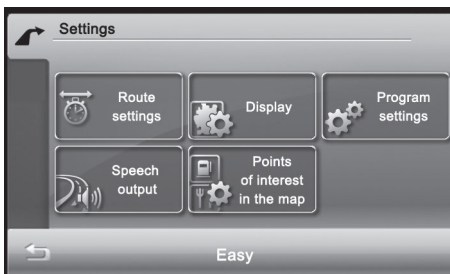 Settings
Route
settings
Display
Program
settings
Speech
output
Points
of interest
in the map
Easy